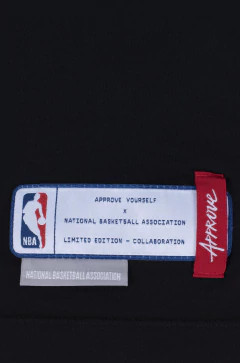 APPROVE YOURSELF
X
NATIONAL BASKETBALL ASSOCIATION
LIMITED EDITION - COLLABORATION
NBA
APPROVE
NATIONAL BASKETBALL ASSOCIATION